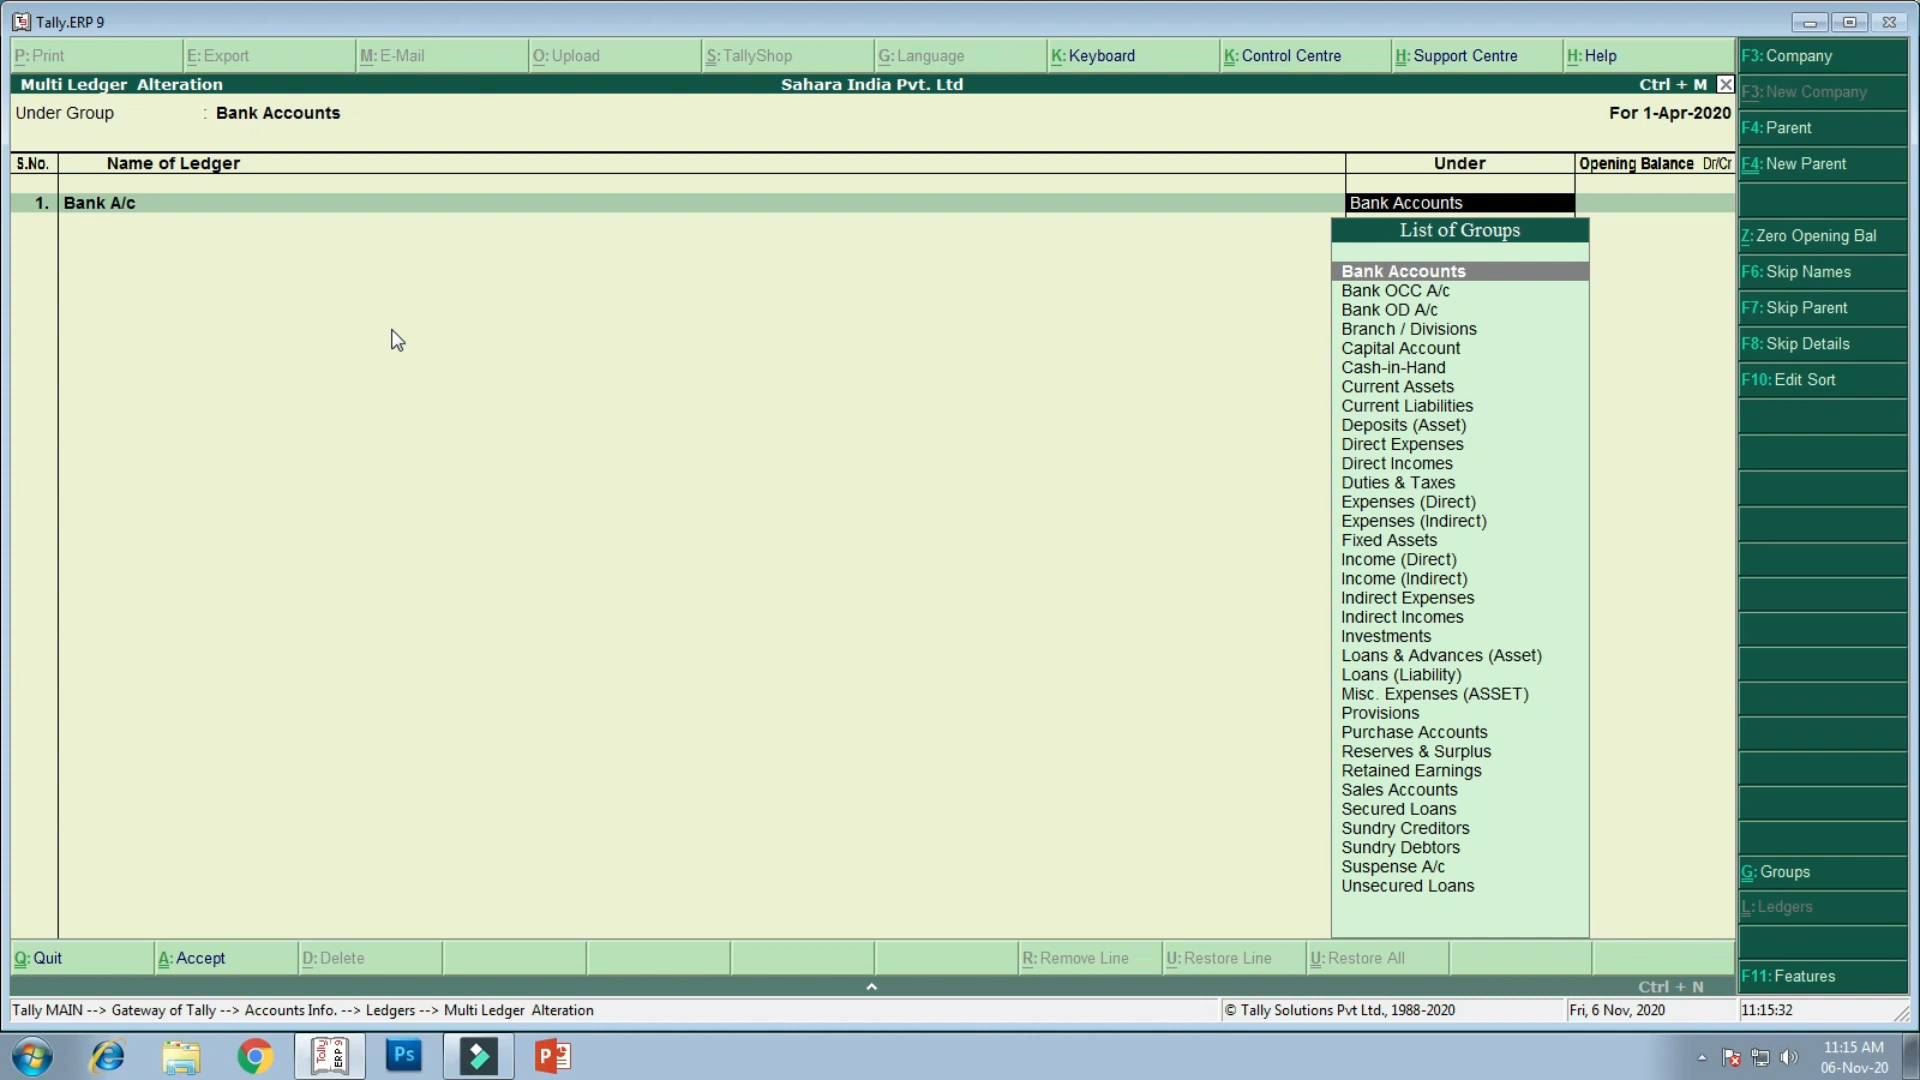 Tally.ERP 9
P: Print E: Export M: E-Mail O: Upload S: TallyShop G: Language K: Keyboard K: Control Centre H: Support Centre H: Help
Multi Ledger Alteration Sahara India Pvt. Ltd Ctrl + M
Under Group : Bank Accounts For 1-Apr-2020
S.No. Name of Ledger Under Opening Balance Dr/Cr
1. Bank A/c Bank Accounts
List of Groups
Bank Accounts
Bank OCC A/c
Bank OD A/c
Branch / Divisions
Capital Account
Cash-in-Hand
Current Assets
Current Liabilities
Deposits (Asset)
Direct Expenses
Direct Incomes
Duties & Taxes
Expenses (Direct)
Expenses (Indirect)
Fixed Assets
Income (Direct)
Income (Indirect)
Indirect Expenses
Indirect Incomes
Investments
Loans & Advances (Asset)
Loans (Liability)
Misc. Expenses (ASSET)
Provisions
Purchase Accounts
Reserves & Surplus
Retained Earnings
Sales Accounts
Secured Loans
Sundry Creditors
Sundry Debtors
Suspense A/c
Unsecured Loans
F3: Company
F3: New Company
F4: Parent
F4: New Parent
Z: Zero Opening Bal
F6: Skip Names
F7: Skip Parent
F8: Skip Details
F10: Edit Sort
G: Groups
L: Ledgers
F11: Features
Q: Quit A: Accept D: Delete R: Remove Line U: Restore Line U: Restore All
Ctrl + N
Tally MAIN --> Gateway of Tally --> Accounts Info. --> Ledgers --> Multi Ledger Alteration © Tally Solutions Pvt Ltd., 1988-2020 Fri, 6 Nov, 2020 11:15:32
Tally ERP 9 Ps P
11:15 AM
06-Nov-20